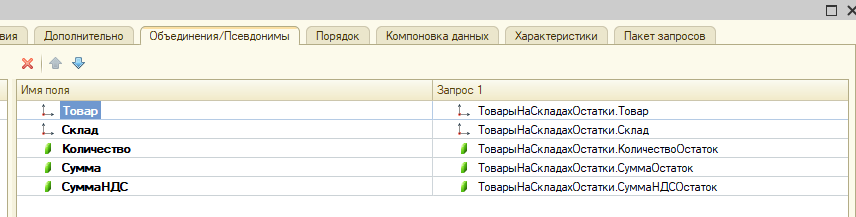 вия Дополнительно Объединения/Псевдонимы Порядок Компоновка данных Характеристики Пакет запросов
Имя поля Запрос 1
Товар ТоварыНаСкладахОстатки.Товар
Склад ТоварыНаСкладахОстатки.Склад
Количество ТоварыНаСкладахОстатки.КоличествоОстаток
Сумма ТоварыНаСкладахОстатки.СуммаОстаток
СуммаНДС ТоварыНаСкладахОстатки.СуммаНДСОстаток